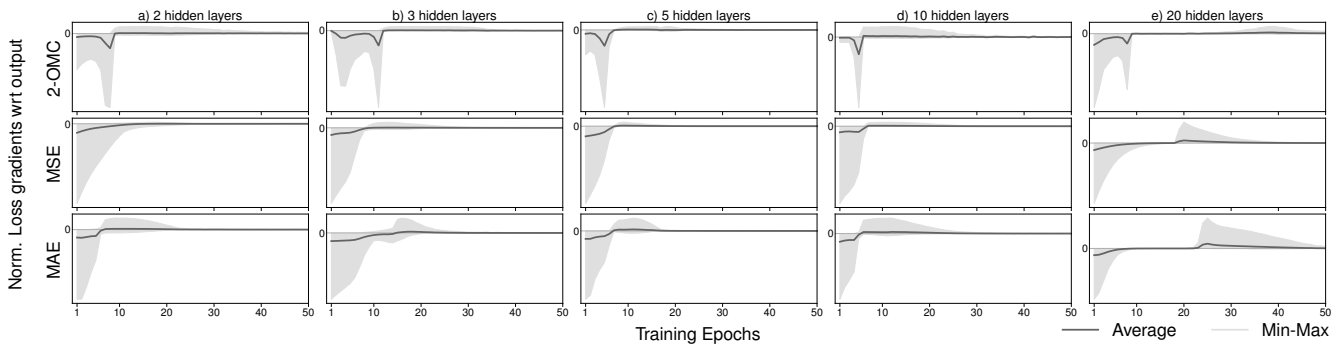 a) 2 hidden layers
b) 3 hidden layers
c) 5 hidden layers
d) 10 hidden layers
e) 20 hidden layers
Norm. Loss gradients wrt output
2-OMC
0
0
0
0
0
MSE
0
0
0
0
0
MAE
0
0
0
0
0
1 10 20 30 40 50
1 10 20 30 40 50
1 10 20 30 40 50
1 10 20 30 40 50
1 10 20 30 40 50
Training Epochs
Average
Min-Max